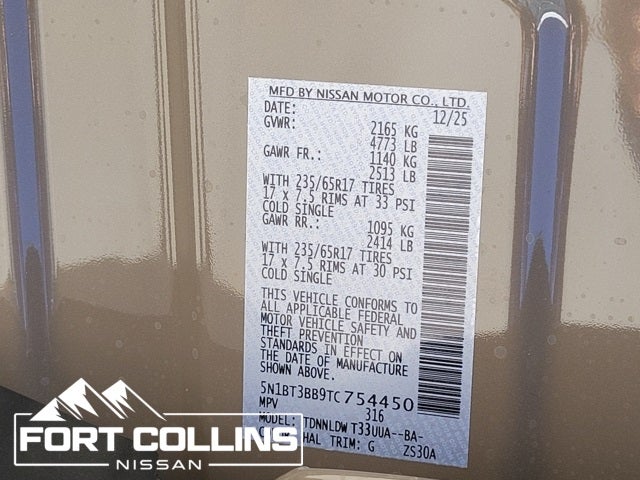 MFD BY NISSAN MOTOR CO., LTD.
DATE: 12/25
GVWR: 2165 KG
4773 LB
GAWR FR.: 1140 KG
2513 LB
WITH 235/65R17 TIRES
17 x 7.5 RIMS AT 33 PSI
COLD SINGLE
GAWR RR.: 1095 KG
2414 LB
WITH 235/65R17 TIRES
17 x 7.5 RIMS AT 30 PSI
COLD SINGLE
THIS VEHICLE CONFORMS TO
ALL APPLICABLE FEDERAL
MOTOR VEHICLE SAFETY AND
THEFT PREVENTION
STANDARDS IN EFFECT ON
THE DATE OF MANUFACTURE
SHOWN ABOVE.
5N1BT3BB9TC754450
MPV 316
MODEL: TDNNLDWT33UUA--BA-
TRIM: G ZS30A
FORT COLLINS
NISSAN